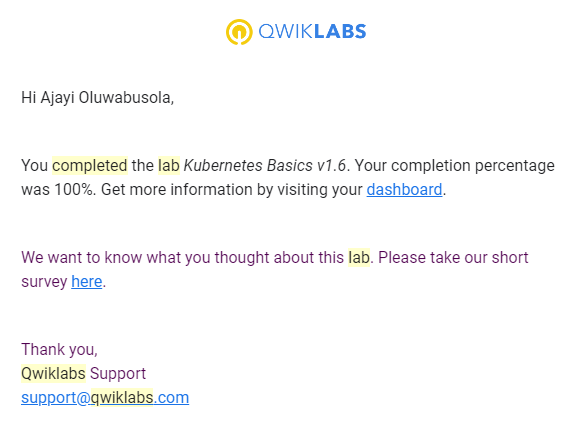 QWIKLABS
Hi Ajayi Oluwabusola,
You completed the lab Kubernetes Basics v1.6. Your completion percentage
was 100%. Get more information by visiting your dashboard.
We want to know what you thought about this lab. Please take our short
survey here.
Thank you,
Qwiklabs Support
support@qwiklabs.com